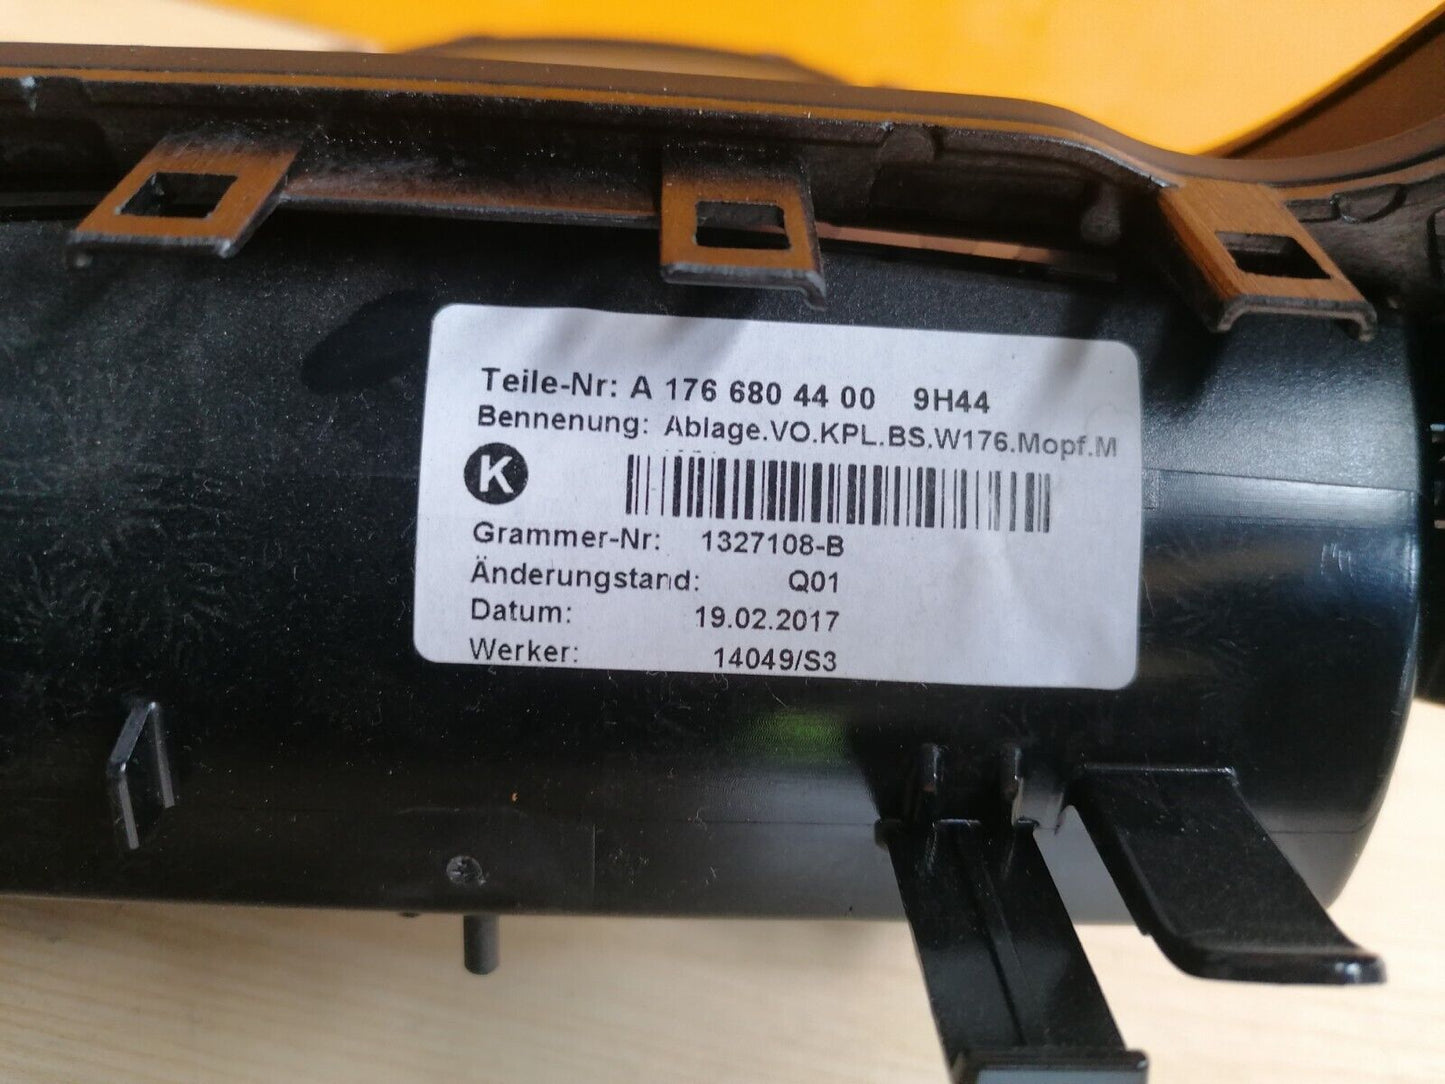 Teile-Nr: A 176 680 44 00 9H44
Bennenung: Ablage.VO.KPL.BS.W176.Mopf.M
K
Grammer-Nr: 1327108-B
Änderungstand: Q01
Datum: 19.02.2017
Werker: 14049/S3